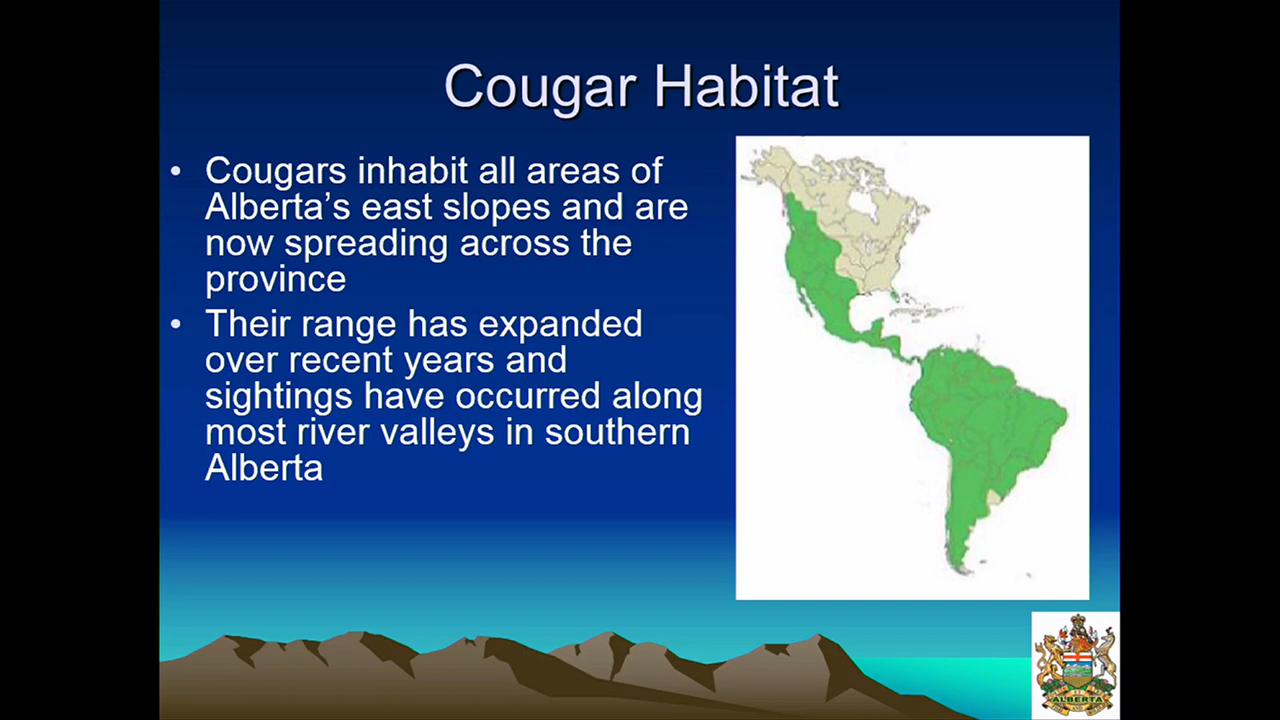 Cougar Habitat
• Cougars inhabit all areas of
Alberta’s east slopes and are
now spreading across the
province
• Their range has expanded
over recent years and
sightings have occurred along
most river valleys in southern
Alberta
ALBERTA